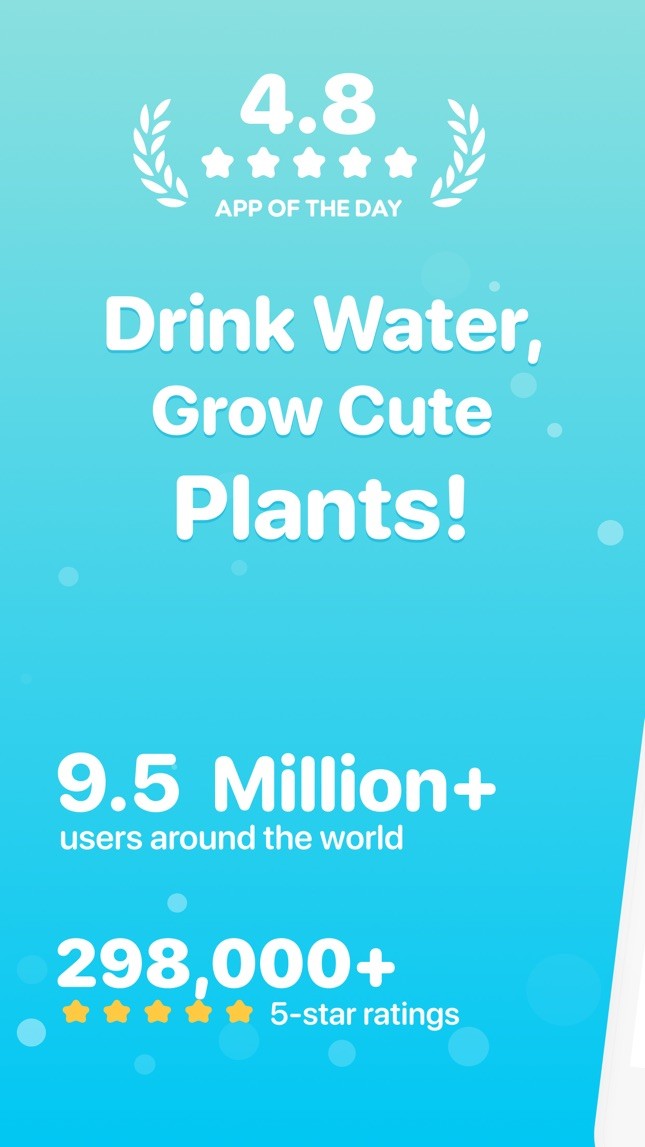 4.8
APP OF THE DAY
Drink Water,
Grow Cute
Plants!
9.5 Million+
users around the world
298,000+
5-star ratings